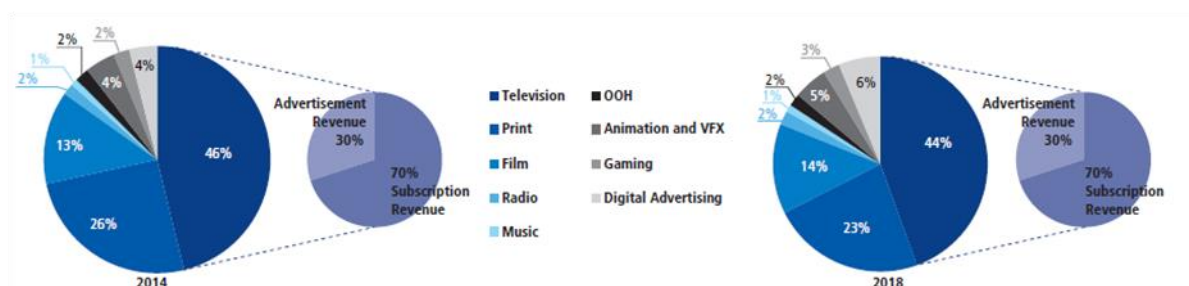 2%
2%
1%
2%
4%
4%
13%
46%
26%
Advertisement
Revenue
30%
70%
Subscription
Revenue
2014
Television
Print
Film
Radio
Music
OOH
Animation and VFX
Gaming
Digital Advertising
3%
2%
1%
2%
5%
6%
14%
44%
23%
Advertisement
Revenue
30%
70%
Subscription
Revenue
2018